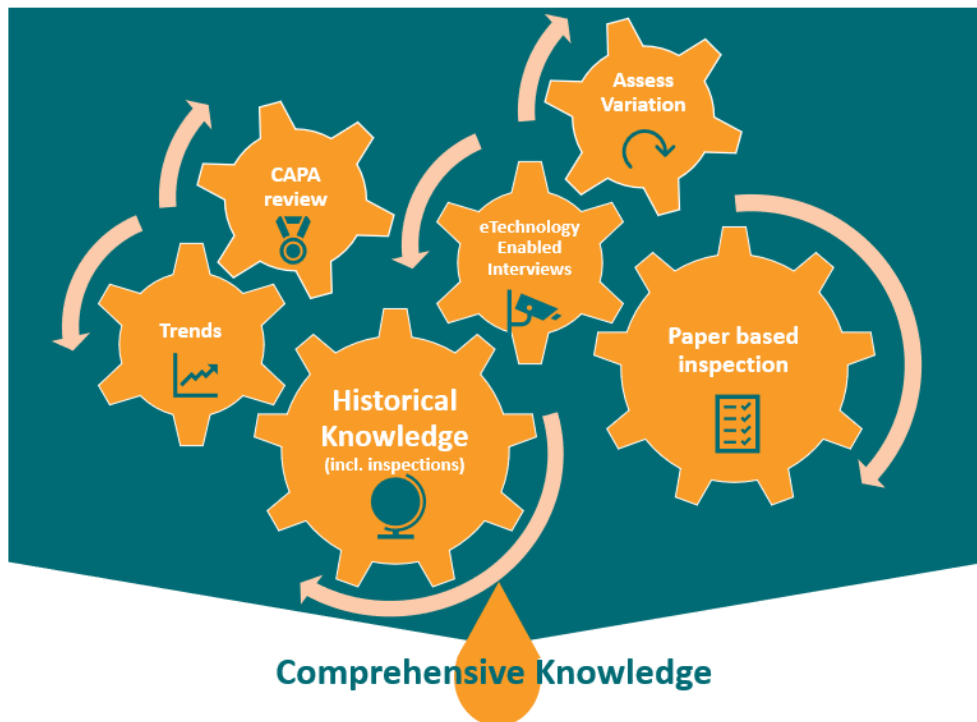 Assess
Variation
CAPA
review
eTechnology
Enabled
Interviews
Trends
Paper based
inspection
Historical
Knowledge
(incl. inspections)
Comprehensive Knowledge